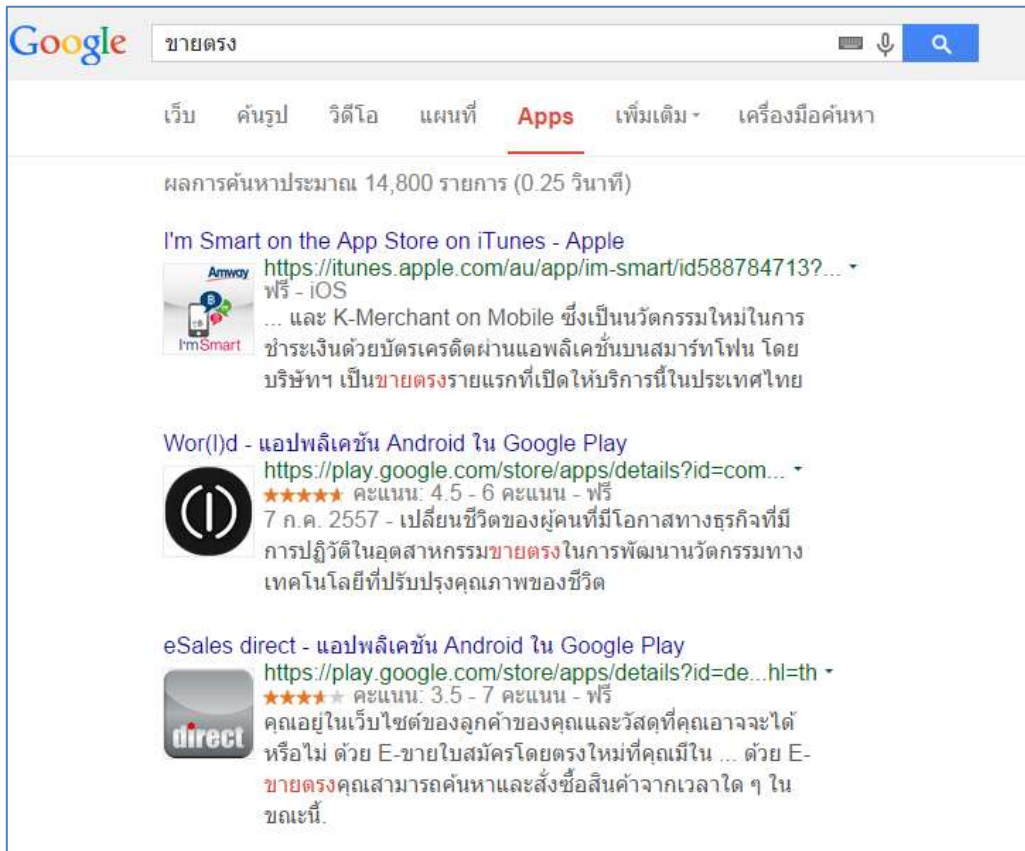 Google ขายตรง
เว็บ ค้นรูป วิดีโอ แผนที่ Apps เพิ่มเติม เครื่องมือค้นหา
ผลการค้นหาประมาณ 14,800 รายการ (0.25 วินาที)
I'm Smart on the App Store on iTunes - Apple
Amway
I'm Smart
https://itunes.apple.com/au/app/im-smart/id588784713?...
ฟรี - iOS
... และ K-Merchant on Mobile ซึ่งเป็นนวัตกรรมใหม่ในการ
ชำระเงินด้วยบัตรเครดิตผ่านแอพลิเคชั่นบนสมาร์ทโฟน โดย
บริษัทฯ เป็นขายตรงรายแรกที่เปิดให้บริการนี้ในประเทศไทย
Wor(l)d - แอปพลิเคชัน Android ใน Google Play
https://play.google.com/store/apps/details?id=com...
คะแนน: 4.5 - 6 คะแนน - ฟรี
7 ก.ค. 2557 - เปลี่ยนชีวิตของผู้คนที่มีโอกาสทางธุรกิจที่มี
การปฏิวัติในอุตสาหกรรมขายตรงในการพัฒนานวัตกรรมทาง
เทคโนโลยีที่ปรับปรุงคุณภาพของชีวิต
eSales direct - แอปพลิเคชัน Android ใน Google Play
direct
https://play.google.com/store/apps/details?id=de...hl=th
คะแนน: 3.5 - 7 คะแนน - ฟรี
คุณอยู่ในเว็บไซต์ของลูกค้าของคุณและวัสดุที่คุณอาจจะได้
หรือไม่ ด้วย E-ขายใบสมัครโดยตรงใหม่ที่คุณมีใน ... ด้วย E-
ขายตรงคุณสามารถค้นหาและสั่งซื้อสินค้าจากเวลาใด ๆ ใน
ขณะนี้.